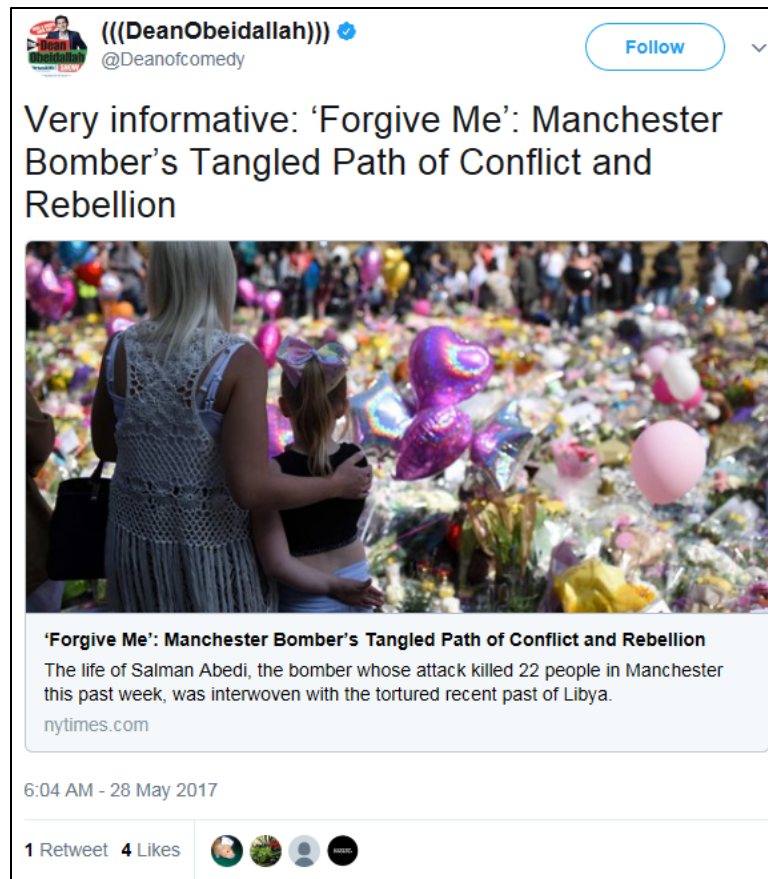 (((DeanObeidallah)))
@Deanofcomedy
Follow
Dean
Obeidallah
SHOW
Very informative: ‘Forgive Me’: Manchester
Bomber’s Tangled Path of Conflict and
Rebellion
‘Forgive Me’: Manchester Bomber’s Tangled Path of Conflict and Rebellion
The life of Salman Abedi, the bomber whose attack killed 22 people in Manchester
this past week, was interwoven with the tortured recent past of Libya.
nytimes.com
6:04 AM - 28 May 2017
1 Retweet 4 Likes